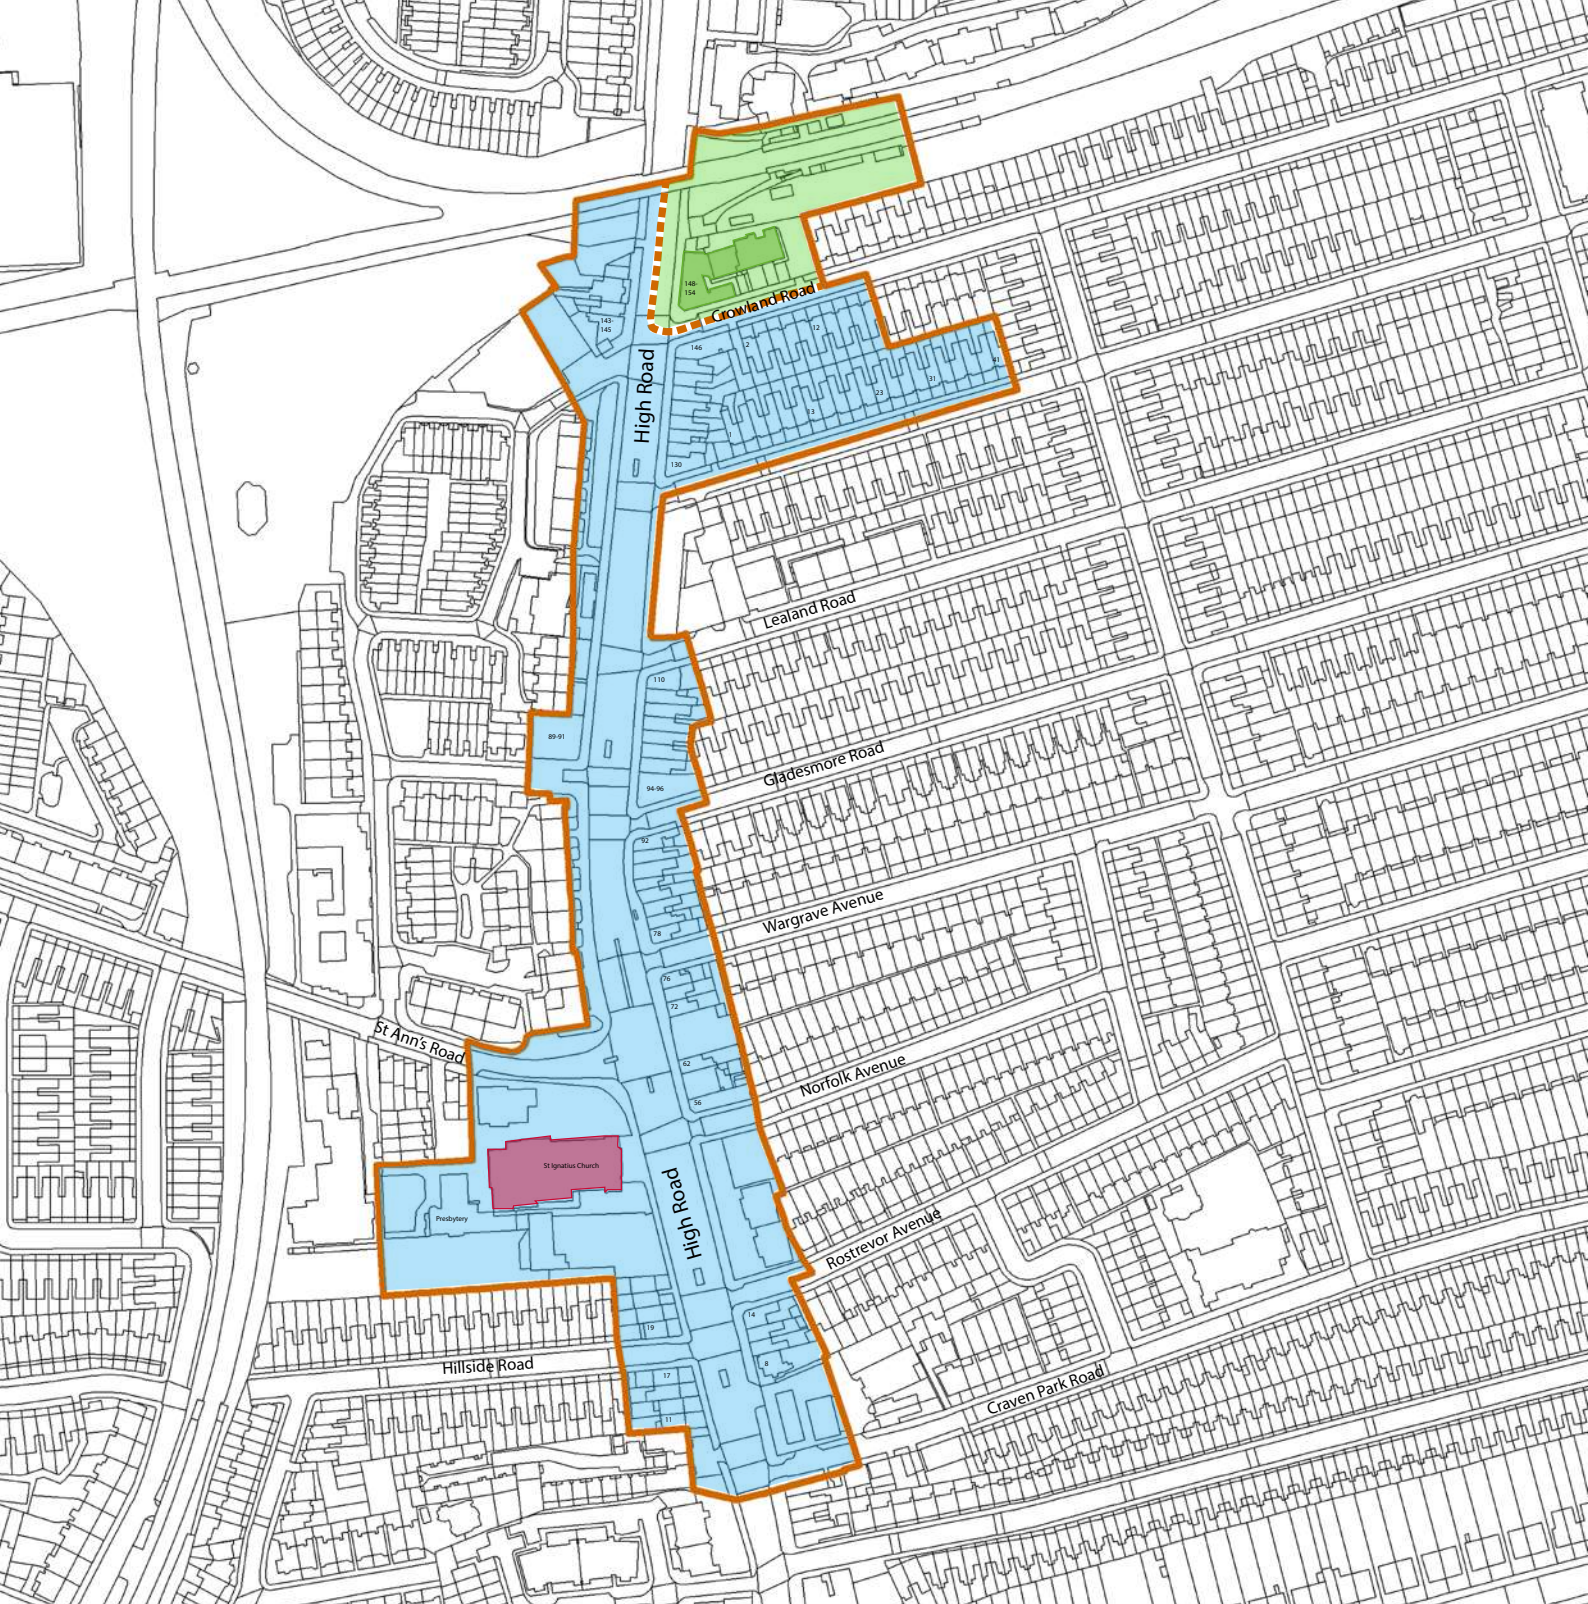 148-
154
Crowland Road
143-
145
146
2
12
High Road
41
31
23
13
1
130
Lealand Road
110
89-91
Gladesmore Road
94-96
92
Wargrave Avenue
78
76
72
St Ann's Road
62
Norfolk Avenue
56
St Ignatius Church
High Road
Presbytery
Rostrevor Avenue
14
19
Hillside Road
8
17
Craven Park Road
11